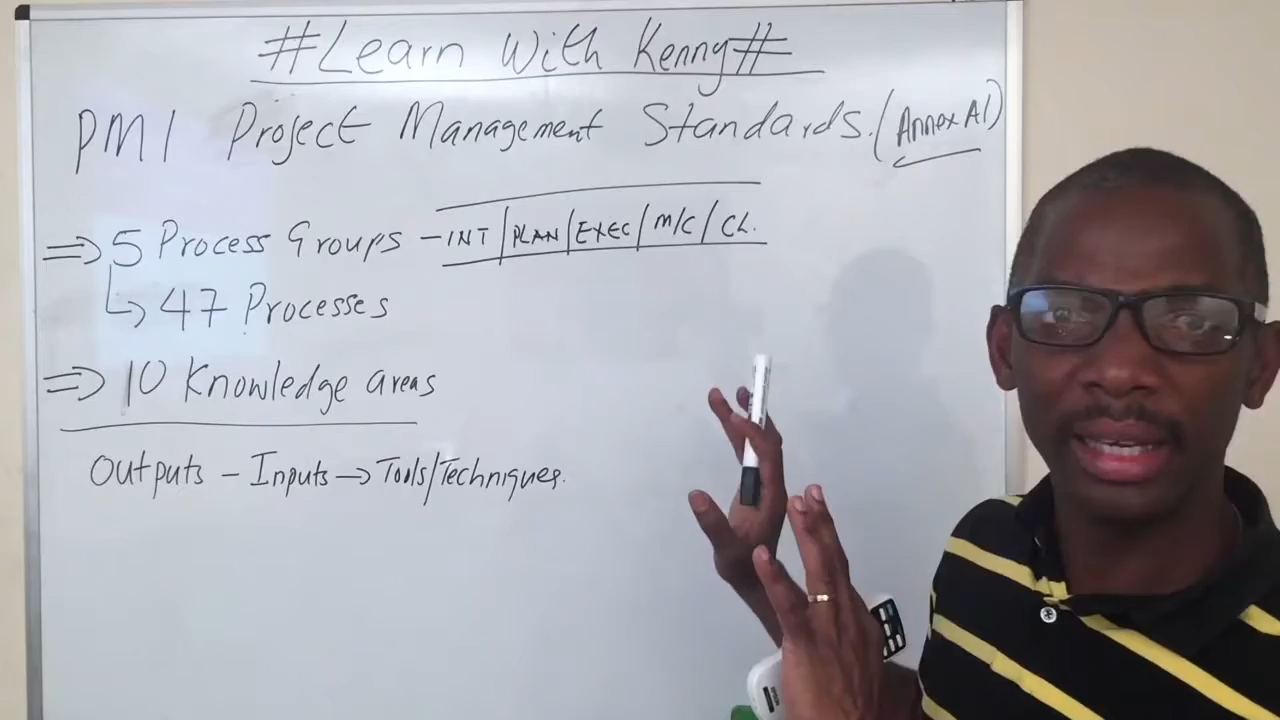 #Learn With Kenny#
PMI Project Management Standards. (Annex A1)
⇒ 5 Process Groups – INT/PLAN/EXEC/M/C/CL.
↳ 47 Processes
⇒ 10 Knowledge areas
Outputs – Inputs → Tools/Techniques.